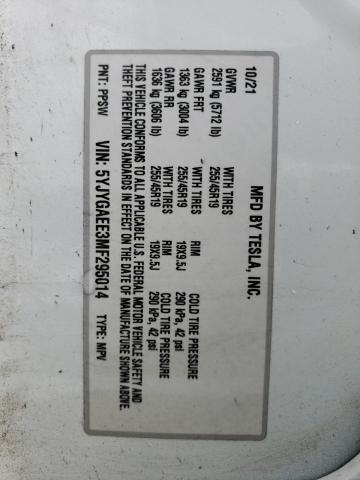 MFD BY TESLA, INC.
10/21
GVWR
2591 kg (5712 lb) WITH TIRES 255/45R19
GAWR FRT WITH TIRES RIM COLD TIRE PRESSURE
1363 kg (3004 lb) 255/45R19 19X9.5J 290 kPa, 42 psi
GAWR RR WITH TIRES RIM COLD TIRE PRESSURE
1636 kg (3606 lb) 255/45R19 19X9.5J 290 kPa, 42 psi
THIS VEHICLE CONFORMS TO ALL APPLICABLE U.S. FEDERAL MOTOR VEHICLE SAFETY AND
THEFT PREVENTION STANDARDS IN EFFECT ON THE DATE OF MANUFACTURE SHOWN ABOVE.
PNT: PPSW VIN: 5YJYGAEE3MF295014 TYPE: MPV